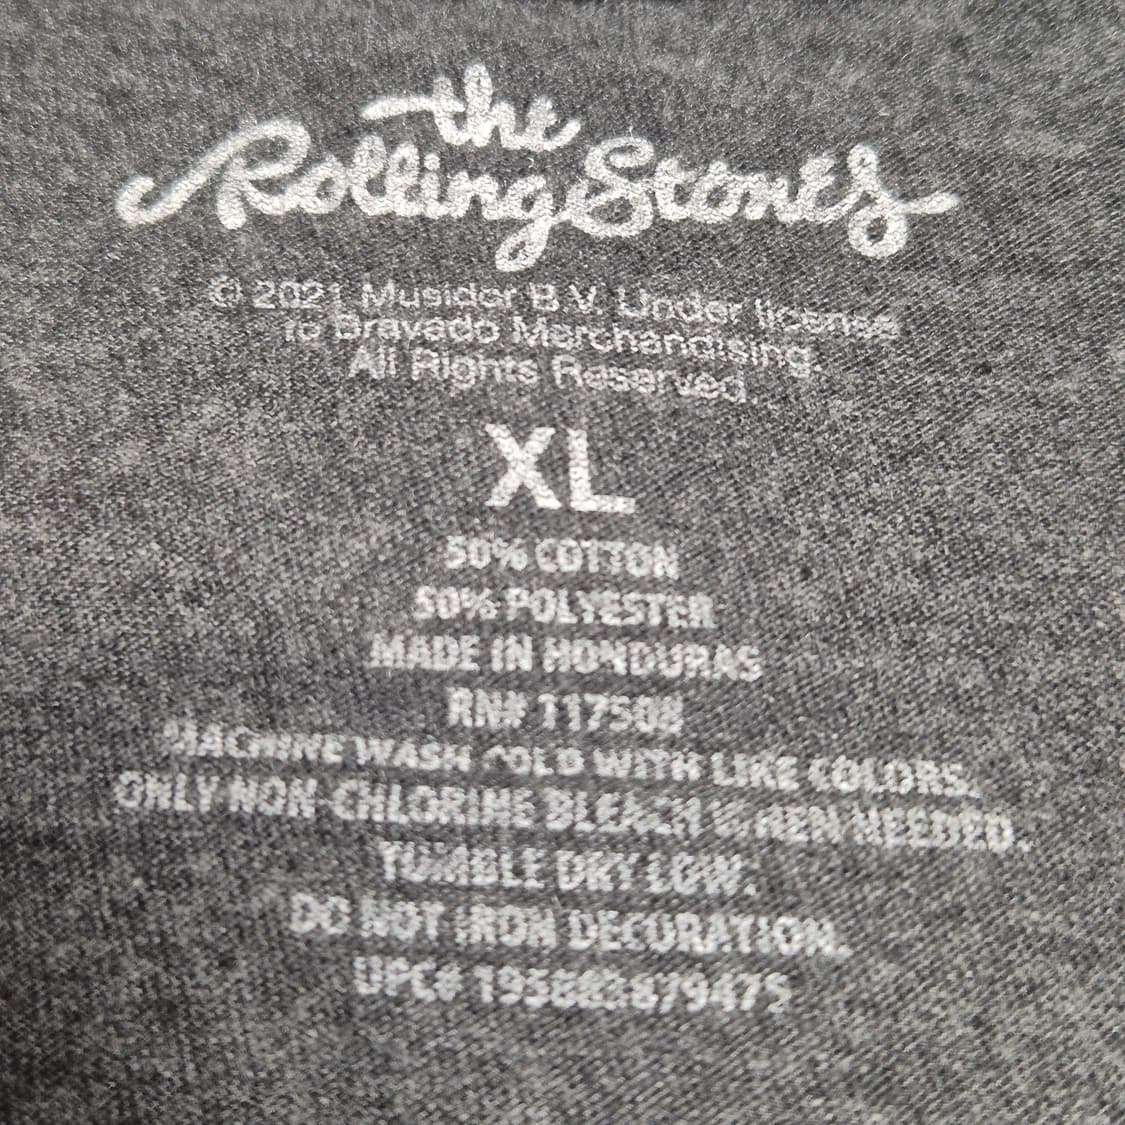 the
Rolling Stones
© 2021 Musidor B.V. Under license
to Bravado Merchandising.
All Rights Reserved.
XL
50% COTTON
50% POLYESTER
MADE IN HONDURAS
RN#
MACHINE WASH COLD WITH LIKE COLORS.
ONLY NON-CHLORINE BLEACH WHEN NEEDED.
TUMBLE DRY LOW.
DO NOT IRON DECORATION.
UPC#